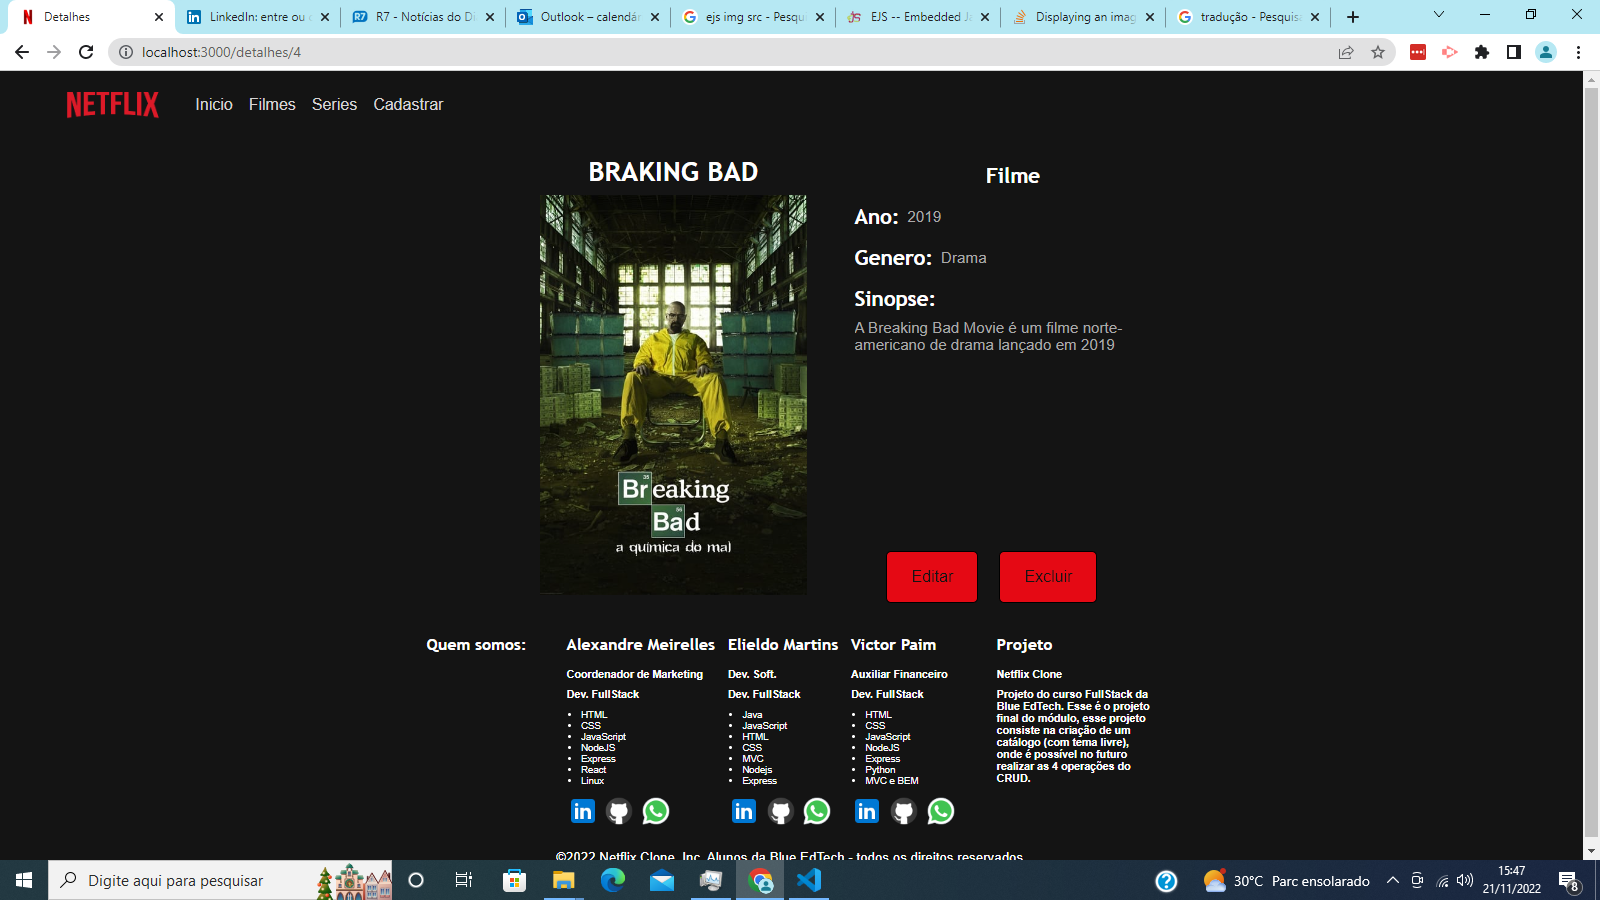 Detalhes
LinkedIn: entre ou c
R7 - Notícias do Di
Outlook – calendár
ejs img src - Pesqu
EJS -- Embedded Ja
Displaying an imag
tradução - Pesquis
localhost:3000/detalhes/4
NETFLIX
Inicio
Filmes
Series
Cadastrar
BRAKING BAD
Filme
Ano: 2019
Genero: Drama
Sinopse:
A Breaking Bad Movie é um filme norte-
americano de drama lançado em 2019
35
Breaking
56
Bad
a química do mal
Editar
Excluir
Quem somos:
Alexandre Meirelles
Coordenador de Marketing
Dev. FullStack
HTML
CSS
JavaScript
NodeJS
Express
React
Linux
Elieldo Martins
Dev. Soft.
Dev. FullStack
Java
JavaScript
HTML
CSS
MVC
Nodejs
Express
Victor Paim
Auxiliar Financeiro
Dev. FullStack
HTML
CSS
JavaScript
NodeJS
Express
Python
MVC e BEM
Projeto
Netflix Clone
Projeto do curso FullStack da
Blue EdTech. Esse é o projeto
final do módulo, esse projeto
consiste na criação de um
catálogo (com tema livre),
onde é possível no futuro
realizar as 4 operações do
CRUD.
©2022 Netflix Clone, Inc. Alunos da Blue EdTech - todos os direitos reservados
Digite aqui para pesquisar
30°C Parc ensolarado
15:47
21/11/2022
8